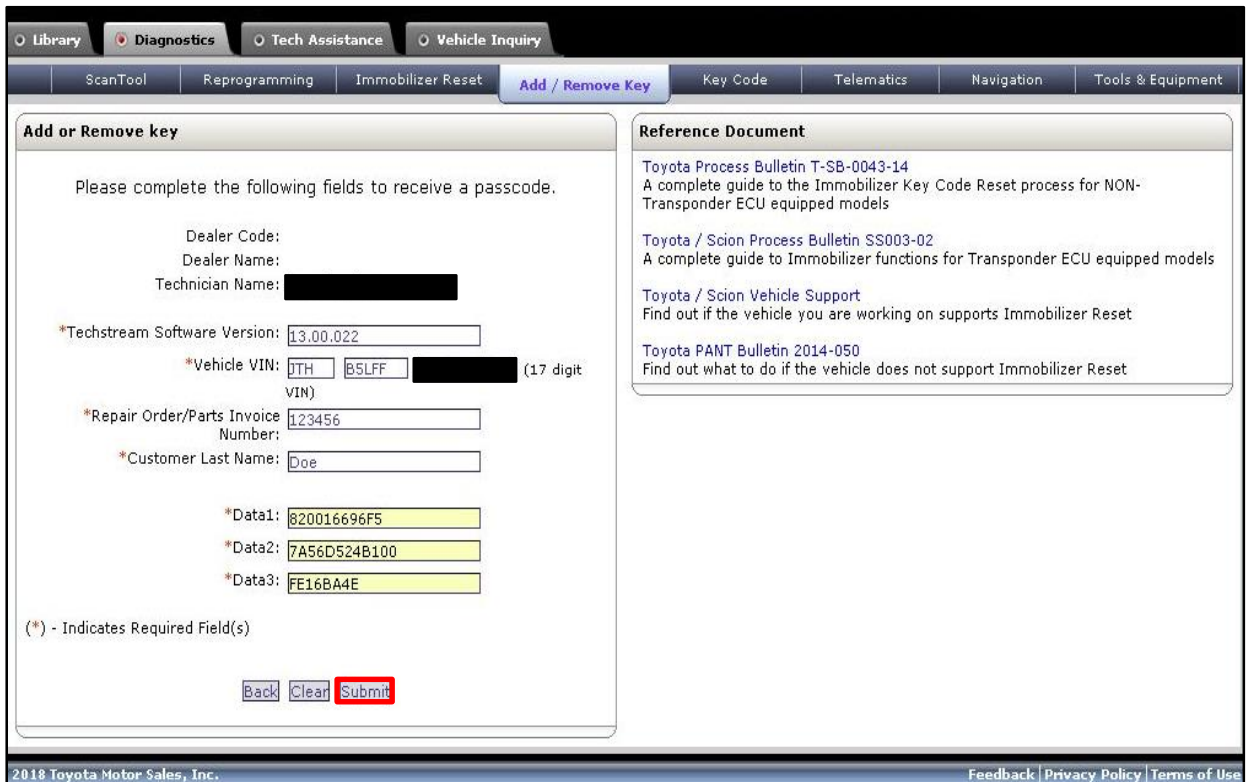 Library Diagnostics Tech Assistance Vehicle Inquiry
ScanTool Reprogramming Immobilizer Reset Add / Remove Key Key Code Telematics Navigation Tools & Equipment
Add or Remove key
Please complete the following fields to receive a passcode.
Dealer Code:
Dealer Name:
Technician Name:
*Techstream Software Version: 13.00.022
*Vehicle VIN: JTH B5LFF (17 digit
VIN)
*Repair Order/Parts Invoice 123456
Number:
*Customer Last Name: Doe
*Data1: 820016696F5
*Data2: 7A56D524B100
*Data3: FE16BA4E
(*) - Indicates Required Field(s)
Back Clear Submit
Reference Document
Toyota Process Bulletin T-SB-0043-14
A complete guide to the Immobilizer Key Code Reset process for NON-
Transponder ECU equipped models
Toyota / Scion Process Bulletin SS003-02
A complete guide to Immobilizer functions for Transponder ECU equipped models
Toyota / Scion Vehicle Support
Find out if the vehicle you are working on supports Immobilizer Reset
Toyota PANT Bulletin 2014-050
Find out what to do if the vehicle does not support Immobilizer Reset
2018 Toyota Motor Sales, Inc. Feedback | Privacy Policy | Terms of Use